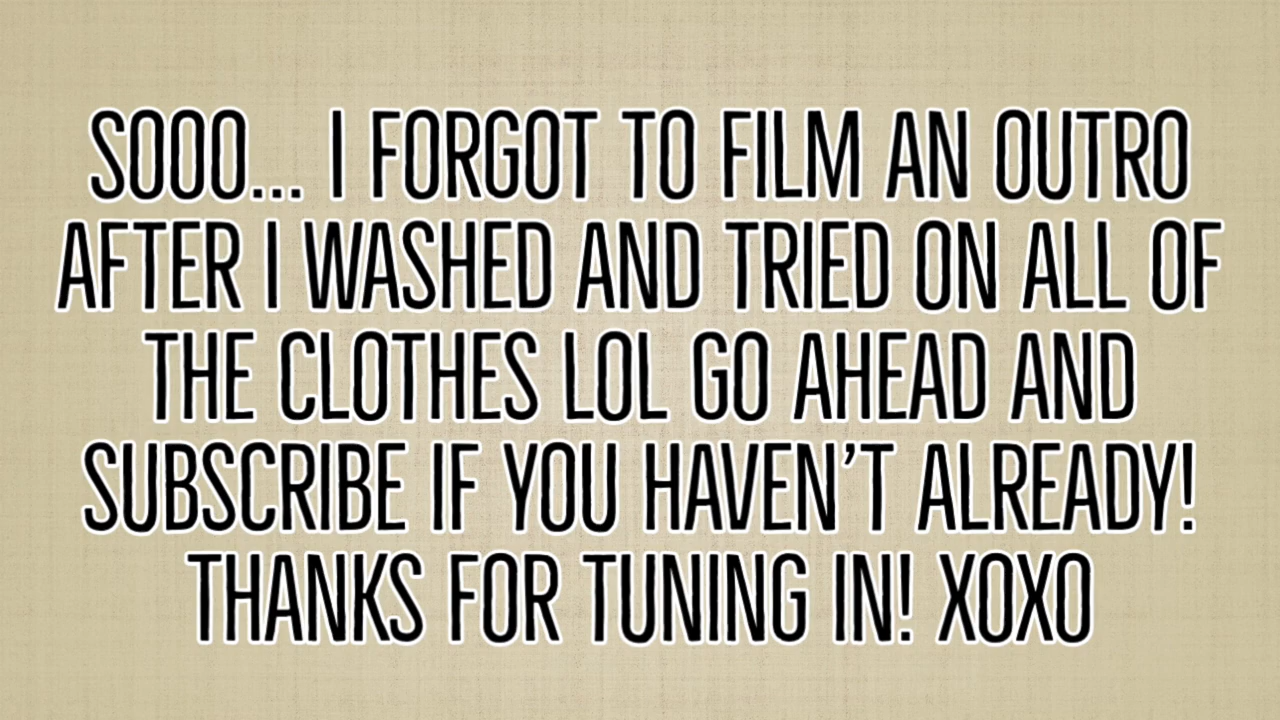 SOOO... I FORGOT TO FILM AN OUTRO
AFTER I WASHED AND TRIED ON ALL OF
THE CLOTHES LOL GO AHEAD AND
SUBSCRIBE IF YOU HAVEN'T ALREADY!
THANKS FOR TUNING IN! XOXO